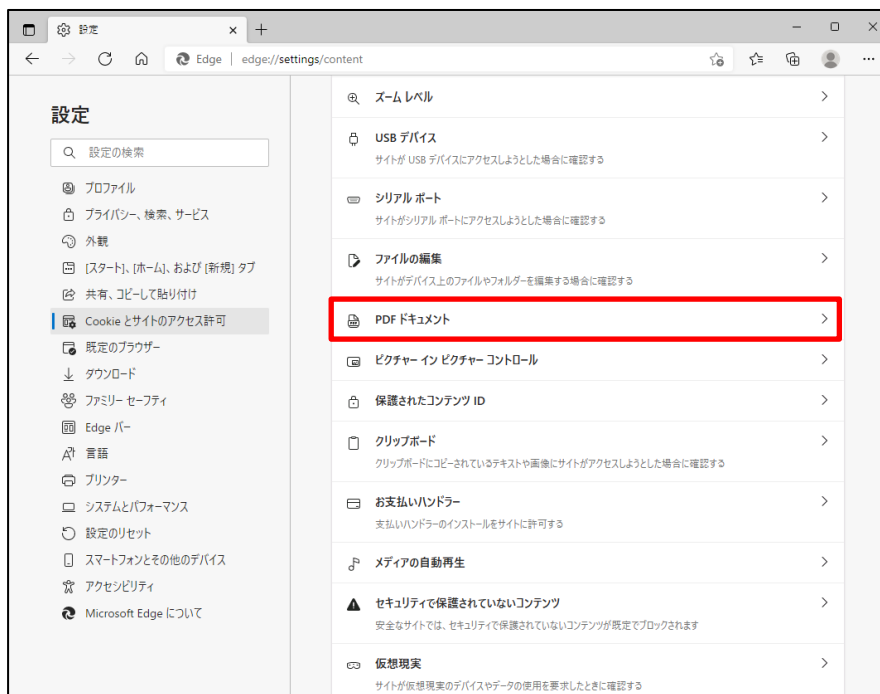 設定
Edge
edge://settings/content
設定
設定の検索
プロファイル
プライバシー、検索、サービス
外観
[スタート]、[ホーム]、および [新規] タブ
共有、コピーして貼り付け
Cookie とサイトのアクセス許可
既定のブラウザー
ダウンロード
ファミリー セーフティ
Edge バー
言語
プリンター
システムとパフォーマンス
設定のリセット
スマートフォンとその他のデバイス
アクセシビリティ
Microsoft Edge について
ズーム レベル
USB デバイス
サイトが USB デバイスにアクセスしようとした場合に確認する
シリアル ポート
サイトがシリアル ポートにアクセスしようとした場合に確認する
ファイルの編集
サイトがデバイス上のファイルやフォルダーを編集する場合に確認する
PDF ドキュメント
ピクチャー イン ピクチャー コントロール
保護されたコンテンツ ID
クリップボード
クリップボードにコピーされているテキストや画像にサイトがアクセスしようとした場合に確認する
お支払いハンドラー
支払いハンドラーのインストールをサイトに許可する
メディアの自動再生
セキュリティで保護されていないコンテンツ
安全なサイトでは、セキュリティで保護されていないコンテンツが既定でブロックされます
仮想現実
サイトが仮想現実のデバイスやデータの使用を要求したときに確認する